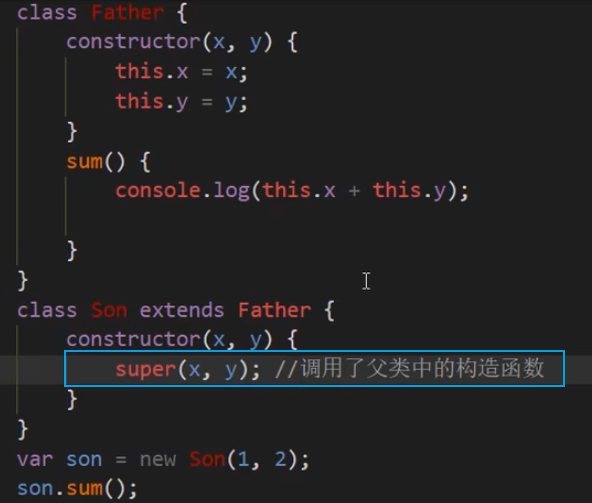 class Father {
constructor(x, y) {
this.x = x;
this.y = y;
}
sum() {
console.log(this.x + this.y);
}
}
class Son extends Father {
constructor(x, y) {
super(x, y); //调用了父类中的构造函数
}
}
var son = new Son(1, 2);
son.sum();